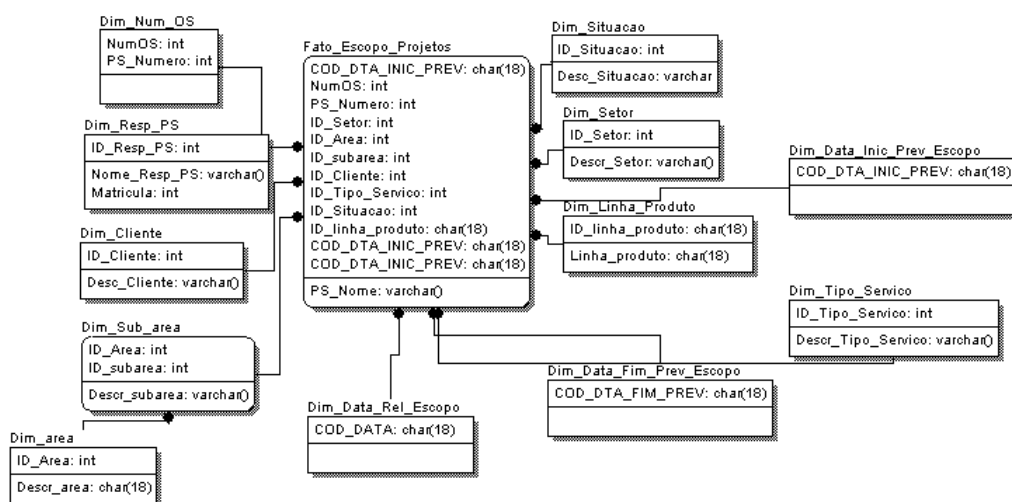 Dim_Num_OS
NumOS: int
PS_Numero: int
Dim_Resp_PS
ID_Resp_PS: int
Nome_Resp_PS: varchar()
Matricula: int
Dim_Cliente
ID_Cliente: int
Desc_Cliente: varchar()
Dim_Sub_area
ID_Area: int
ID_subarea: int
Descr_subarea: varchar()
Dim_area
ID_Area: int
Descr_area: char(18)
Fato_Escopo_Projetos
COD_DTA_INIC_PREV: char(18)
NumOS: int
PS_Numero: int
ID_Setor: int
ID_Area: int
ID_subarea: int
ID_Cliente: int
ID_Tipo_Servico: int
ID_Situacao: int
ID_linha_produto: char(18)
COD_DTA_INIC_PREV: char(18)
COD_DTA_INIC_PREV: char(18)
PS_Nome: varchar()
Dim_Data_Rel_Escopo
COD_DATA: char(18)
Dim_Situacao
ID_Situacao: int
Desc_Situacao: varchar
Dim_Setor
ID_Setor: int
Descr_Setor: varchar()
Dim_Linha_Produto
ID_linha_produto: char(18)
Linha_produto: char(18)
Dim_Data_Fim_Prev_Escopo
COD_DTA_FIM_PREV: char(18)
Dim_Data_Inic_Prev_Escopo
COD_DTA_INIC_PREV: char(18)
Dim_Tipo_Servico
ID_Tipo_Servico: int
Descr_Tipo_Servico: varchar()